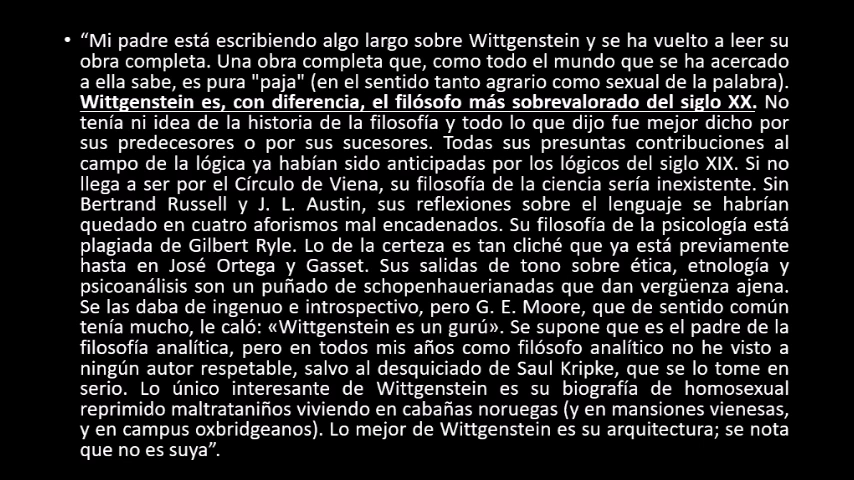 • “Mi padre está escribiendo algo largo sobre Wittgenstein y se ha vuelto a leer su
obra completa. Una obra completa que, como todo el mundo que se ha acercado
a ella sabe, es pura "paja" (en el sentido tanto agrario como sexual de la palabra).
Wittgenstein es, con diferencia, el filósofo más sobrevalorado del siglo XX. No
tenía ni idea de la historia de la filosofía y todo lo que dijo fue mejor dicho por
sus predecesores o por sus sucesores. Todas sus presuntas contribuciones al
campo de la lógica ya habían sido anticipadas por los lógicos del siglo XIX. Si no
llega a ser por el Círculo de Viena, su filosofía de la ciencia sería inexistente. Sin
Bertrand Russell y J. L. Austin, sus reflexiones sobre el lenguaje se habrían
quedado en cuatro aforismos mal encadenados. Su filosofía de la psicología está
plagiada de Gilbert Ryle. Lo de la certeza es tan cliché que ya está previamente
hasta en José Ortega y Gasset. Sus salidas de tono sobre ética, etnología y
psicoanálisis son un puñado de schopenhauerianadas que dan vergüenza ajena.
Se las daba de ingenuo e introspectivo, pero G. E. Moore, que de sentido común
tenía mucho, le caló: «Wittgenstein es un gurú». Se supone que es el padre de la
filosofía analítica, pero en todos mis años como filósofo analítico no he visto a
ningún autor respetable, salvo al desquiciado de Saul Kripke, que se lo tome en
serio. Lo único interesante de Wittgenstein es su biografía de homosexual
reprimido maltrataniños viviendo en cabañas noruegas (y en mansiones vienesas,
y en campus oxbridgeanos). Lo mejor de Wittgenstein es su arquitectura; se nota
que no es suya”.